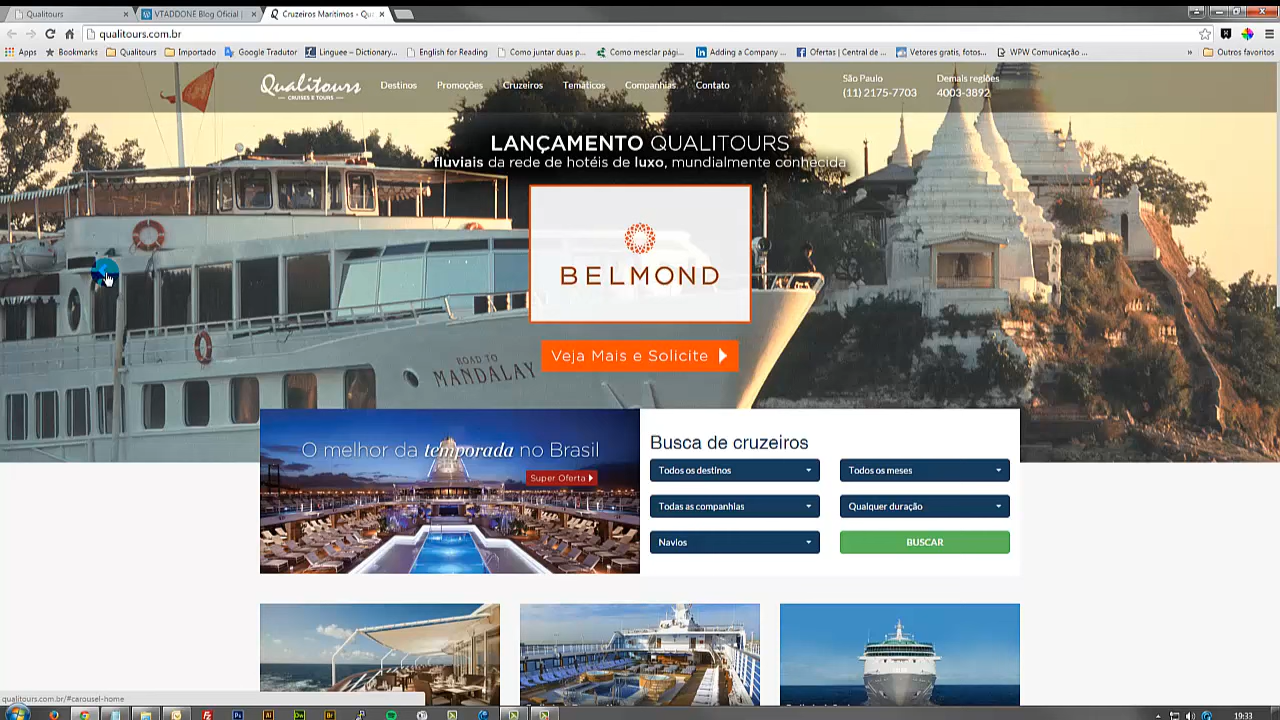 Qualitours
VTADDONE Blog Oficial |
Cruzeiros Maritimos - Qu
qualitours.com.br
Apps
Bookmarks
Qualitours
Importado
Google Tradutor
Linguee – Dictionary...
English for Reading
Como juntar duas p...
Como mesclar pág...
Adding a Company ...
Ofertas | Central de ...
Vetores gratis, fotos...
WPW Comunicação ...
»
Outros favoritos
Qualitours
CRUISES E TOURS
Destinos
Promoções
Cruzeiros
Temáticos
Companhias
Contato
São Paulo
(11) 2175-7703
Demais regiões
4003-3892
LANÇAMENTO QUALITOURS
fluviais da rede de hotéis de luxo, mundialmente conhecida
BELMOND
Veja Mais e Solicite
ROAD TO
MANDALAY
O melhor da temporada no Brasil
Super Oferta
Busca de cruzeiros
Todos os destinos
Todos os meses
Todas as companhias
Qualquer duração
Navios
BUSCAR
qualitours.com.br/#carousel-home
19:33